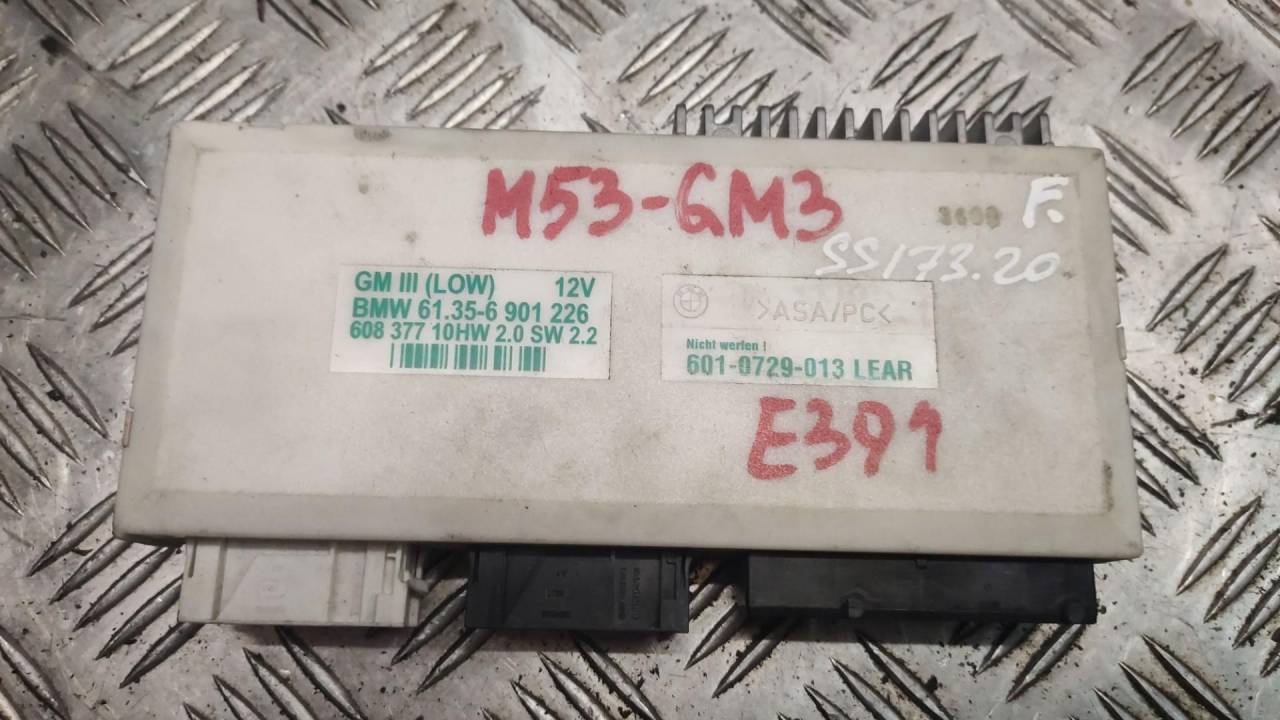 M53-GM3
3400 F.
SS173.20
GM III (LOW) 12V
BMW 61.35-6 901 226
608 377 10HW 2.0 SW 2.2
>ASA/PC<
Nicht werfen !
601-0729-013 LEAR
E391